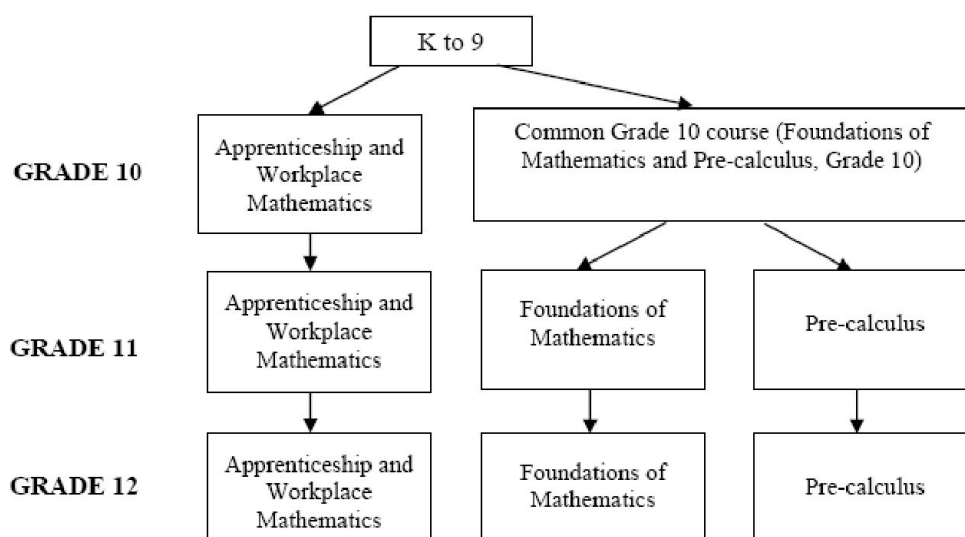 K to 9
GRADE 10
Apprenticeship and
Workplace
Mathematics
Common Grade 10 course (Foundations of
Mathematics and Pre-calculus, Grade 10)
GRADE 11
Apprenticeship and
Workplace
Mathematics
Foundations of
Mathematics
Pre-calculus
GRADE 12
Apprenticeship and
Workplace
Mathematics
Foundations of
Mathematics
Pre-calculus